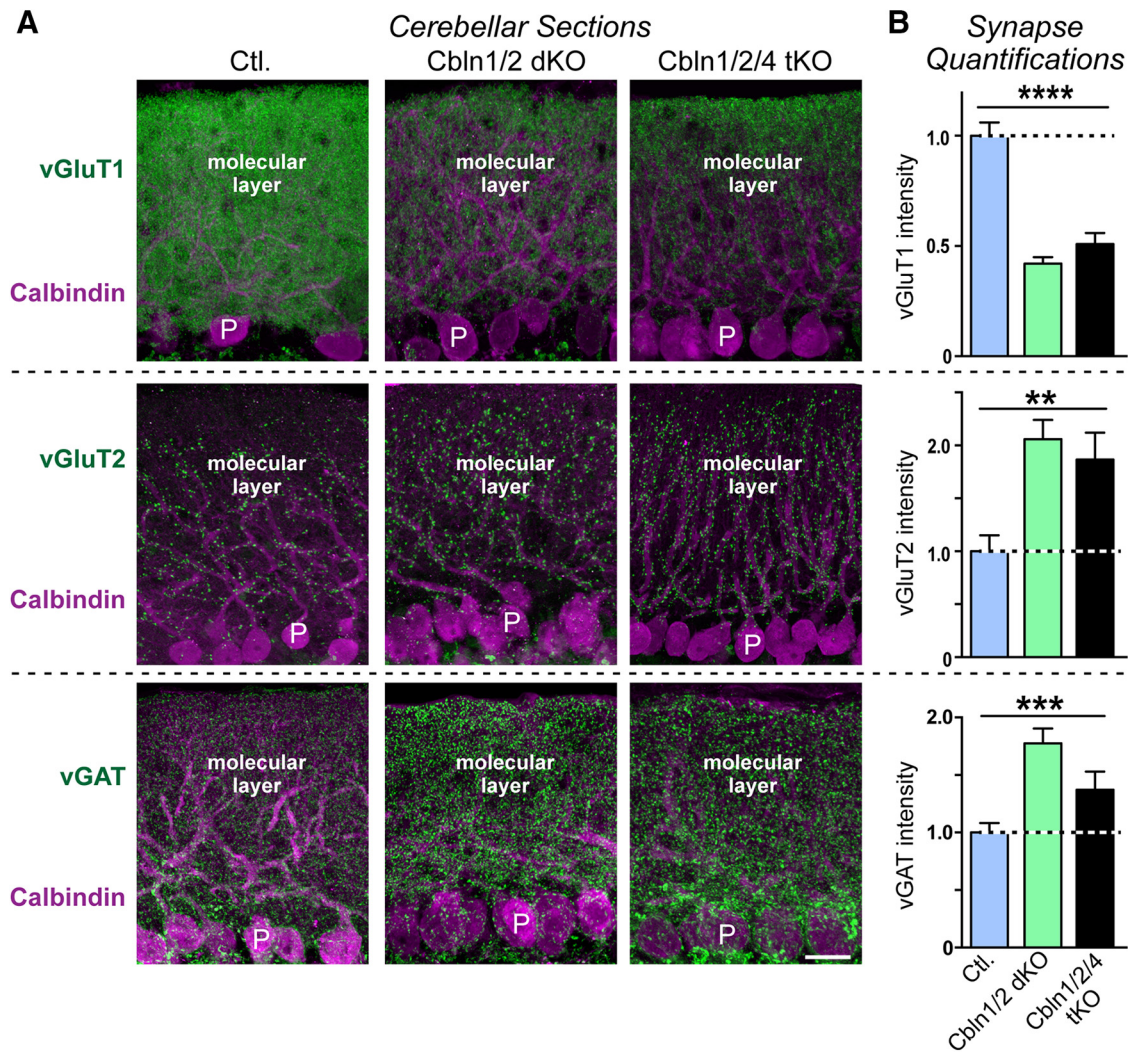 A
Cerebellar Sections
Ctl.
Cbln1/2 dKO
Cbln1/2/4 tKO
vGluT1
Calbindin
molecular
layer
P
molecular
layer
P
molecular
layer
P
vGluT2
Calbindin
molecular
layer
P
molecular
layer
P
molecular
layer
P
vGAT
Calbindin
molecular
layer
P
molecular
layer
P
molecular
layer
P
B
Synapse
Quantifications
****
vGluT1 intensity
1.0
0.5
0
**
vGluT2 intensity
2.0
1.0
0
***
vGAT intensity
2.0
1.0
0
Ctl.
Cbln1/2 dKO
Cbln1/2/4
tKO